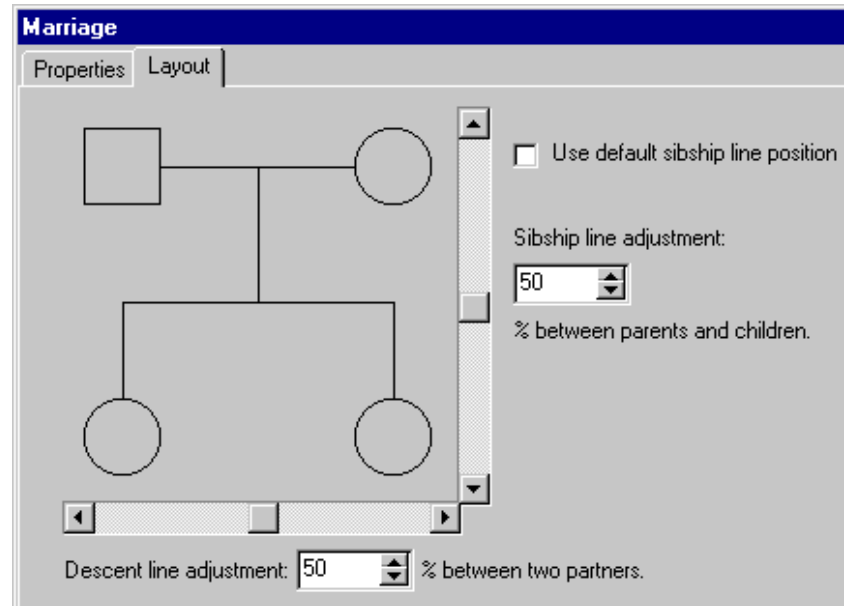 Marriage
Properties Layout
Use default sibship line position
Sibship line adjustment:
50
% between parents and children.
Descent line adjustment: 50 % between two partners.